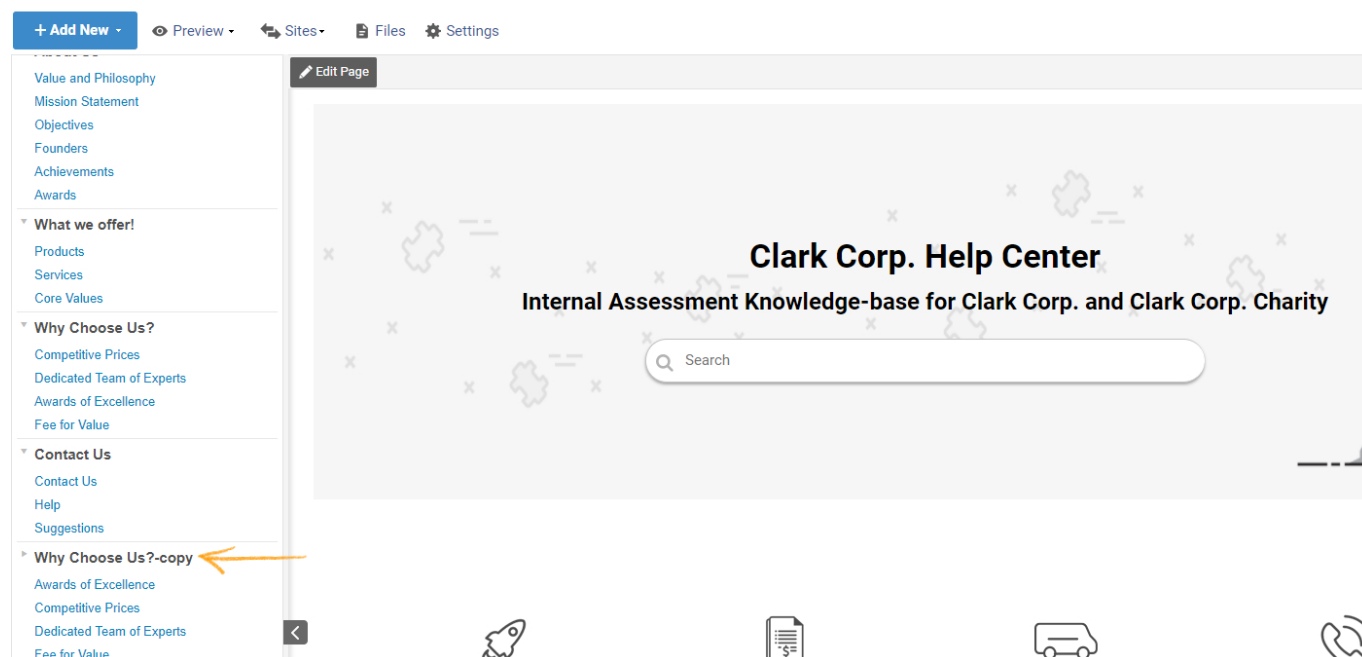 + Add New
Preview
Sites
Files
Settings
Value and Philosophy
Mission Statement
Objectives
Founders
Achievements
Awards
What we offer!
Products
Services
Core Values
Why Choose Us?
Competitive Prices
Dedicated Team of Experts
Awards of Excellence
Fee for Value
Contact Us
Contact Us
Help
Suggestions
Why Choose Us?-copy
Awards of Excellence
Competitive Prices
Dedicated Team of Experts
Fee for Value
Edit Page
Clark Corp. Help Center
Internal Assessment Knowledge-base for Clark Corp. and Clark Corp. Charity
Search